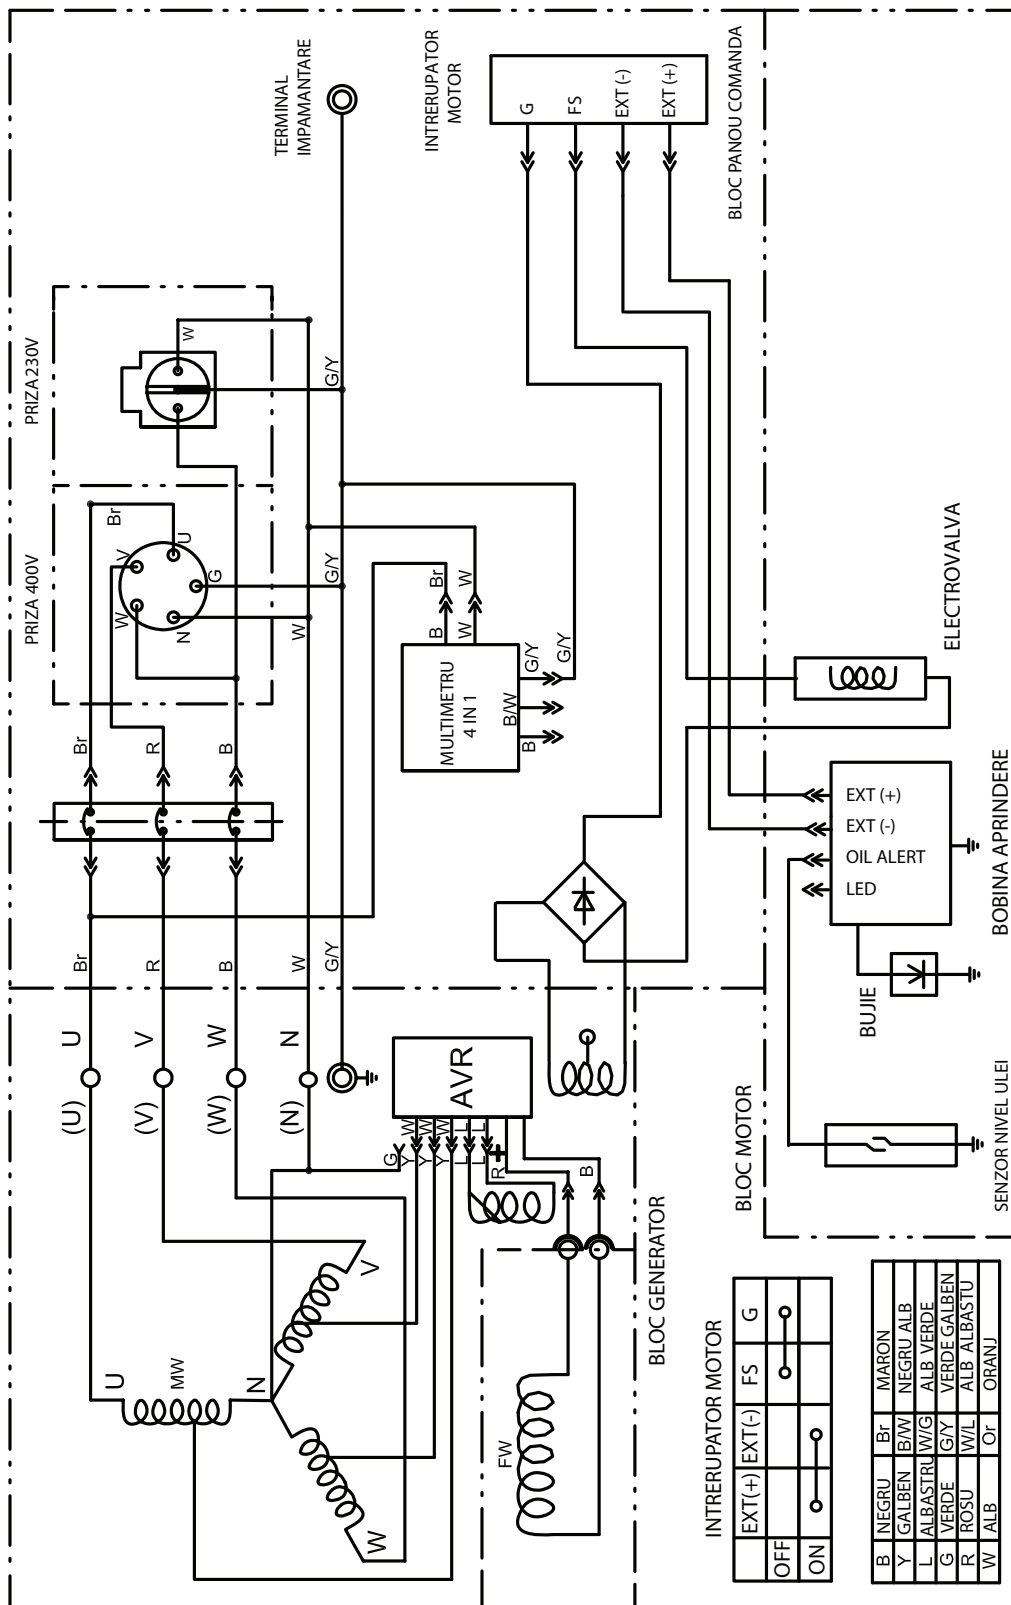 TERMINAL
IMPAMANTARE
INTRERUPATOR
MOTOR
G
FS
EXT (-)
EXT (+)
BLOC PANOU COMANDA
PRIZA 230V
W
G/Y
PRIZA 400V
Br
V
U
W
G
N
G/Y
W
Br
R
B
B
Br
W
W
MULTIMETRU
4 IN 1
B
B/W
G/Y
G/Y
ELECTROVALVA
Br
R
B
W
G/Y
EXT (+)
EXT (-)
OIL ALERT
LED
BOBINA APRINDERE
BUJIE
SENZOR NIVEL ULEI
BLOC MOTOR
U
V
W
N
(U)
(V)
(W)
(N)
AVR
G
W
W
W
L
L
Y
Y
Y
L
L
+
R
B
BLOC GENERATOR
U
MW
N
V
W
FW
INTRERUPATOR MOTOR
EXT(+) EXT(-) FS G
OFF
ON
B NEGRU Br MARON
Y GALBEN B/W NEGRU ALB
L ALBASTRU W/G ALB VERDE
G VERDE G/Y VERDE GALBEN
R ROSU W/L ALB ALBASTU
W ALB Or ORANJ